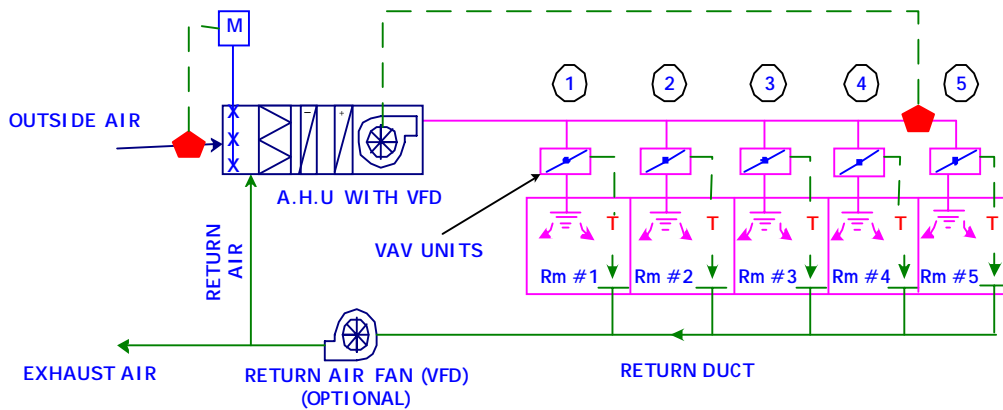 M
1 2 3 4 5
OUTSIDE AIR
X
X
X
− +
A.H.U WITH VFD
VAV UNITS
T T T T T
Rm #1 Rm #2 Rm #3 Rm #4 Rm #5
RETURN
AIR
EXHAUST AIR
RETURN AIR FAN (VFD)
(OPTIONAL)
RETURN DUCT